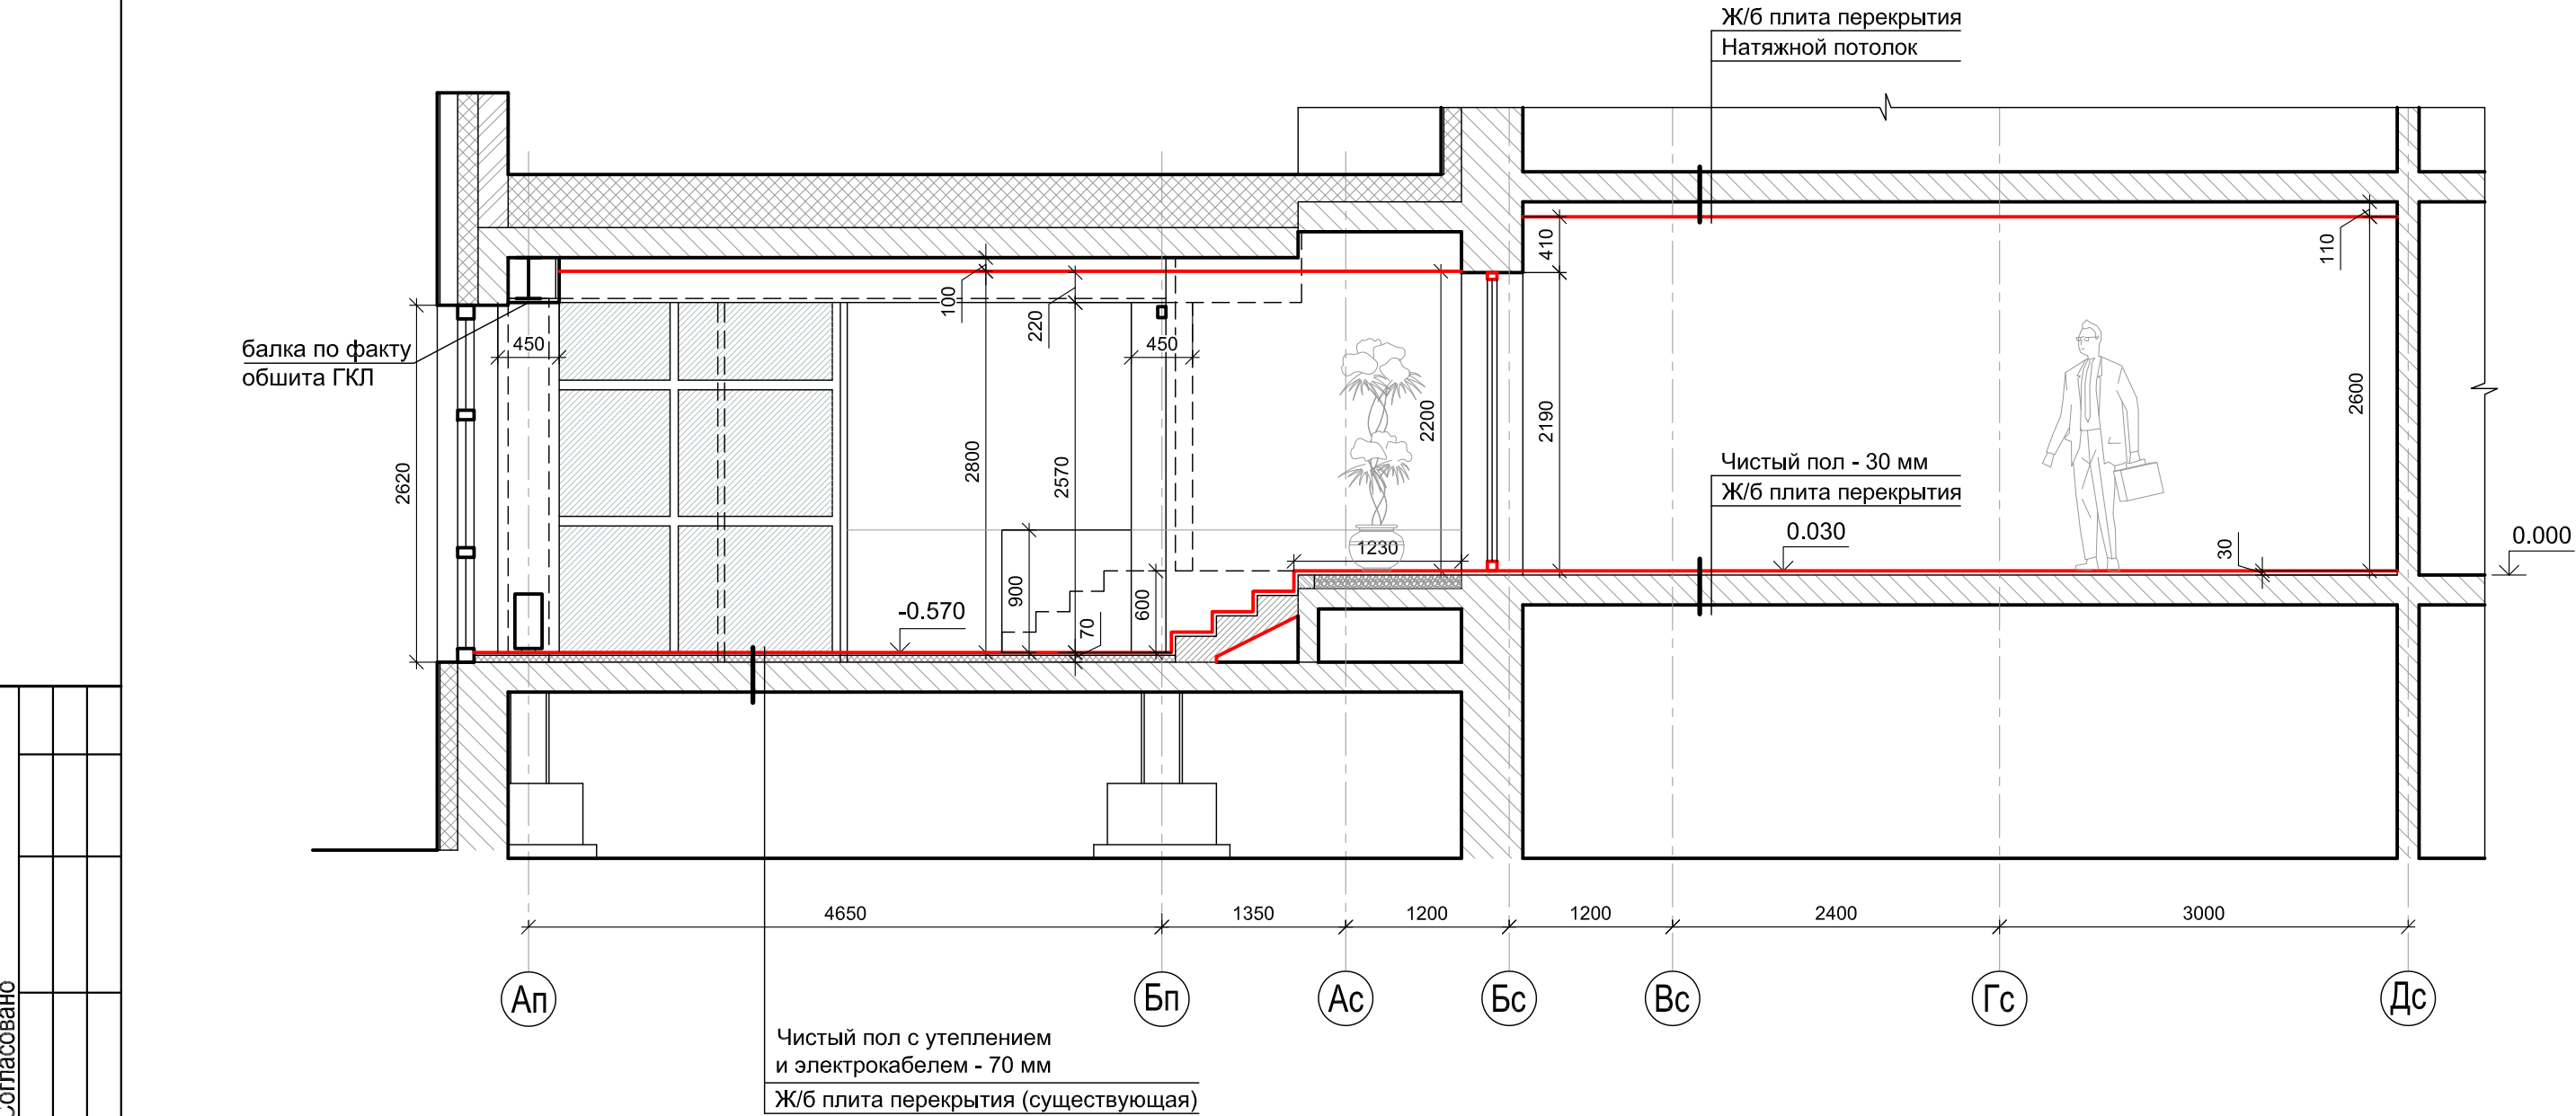 Ж/б плита перекрытия
Натяжной потолок
410
110
100
220
балка по факту
обшита ГКЛ
450
450
2620
2800
2570
2200
2190
2600
Чистый пол - 30 мм
Ж/б плита перекрытия
0.030
30
0.000
1230
900
600
70
-0.570
4650
1350
1200
1200
2400
3000
Ап
Бп
Ас
Бс
Вс
Гс
Дс
Чистый пол с утеплением
и электрокабелем - 70 мм
Ж/б плита перекрытия (существующая)
Согласовано